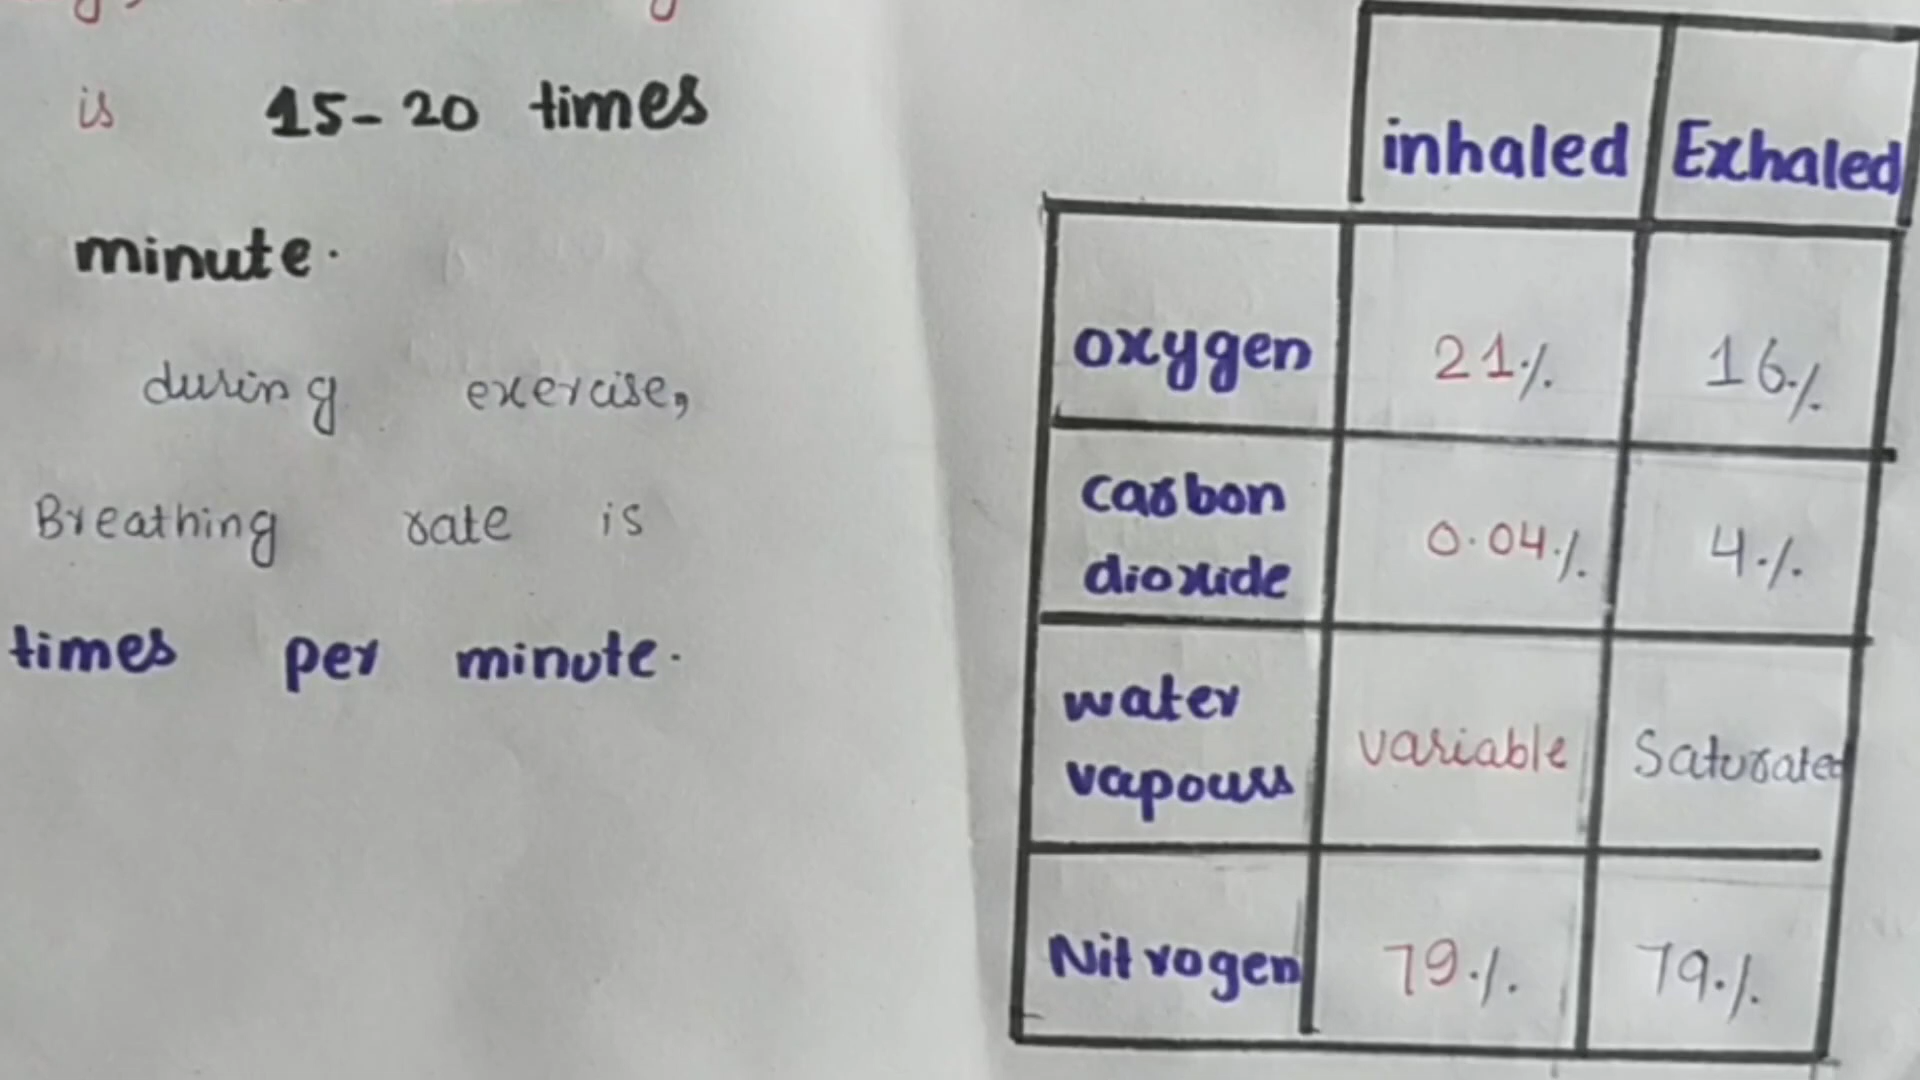 is 15-20 times
minute.
during exercise,
Breathing rate is
times per minute.
inhaled Exhaled
oxygen 21% 16%
carbon dioxide 0.04% 4%
water vapours variable Saturated
Nitrogen 79% 79%